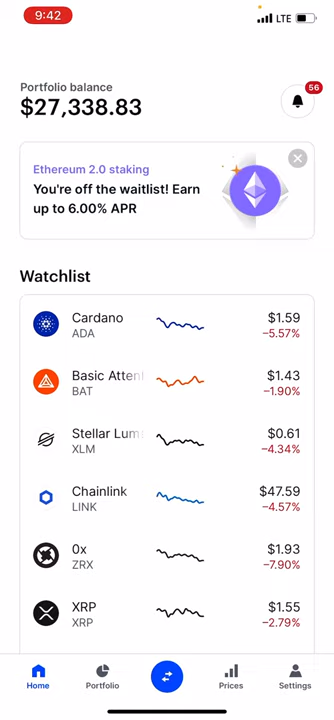 9:42
LTE
Portfolio balance
$27,338.83
56
Ethereum 2.0 staking
You're off the waitlist! Earn
up to 6.00% APR
Watchlist
Cardano $1.59
ADA -5.57%
Basic Atten $1.43
BAT -1.90%
Stellar Lum $0.61
XLM -4.34%
Chainlink $47.59
LINK -4.57%
0x $1.93
ZRX -7.90%
XRP $1.55
XRP -2.79%
Home Portfolio Prices Settings